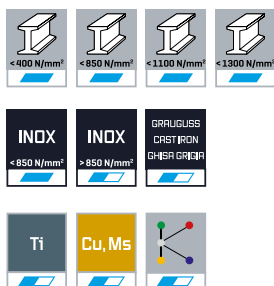 <400 N/mm² <850 N/mm² <1100 N/mm² <1300 N/mm²
INOX INOX GRAUGUSS
CAST IRON
GHISA GRIGIA
<850 N/mm² >850 N/mm²
Ti Cu, Ms